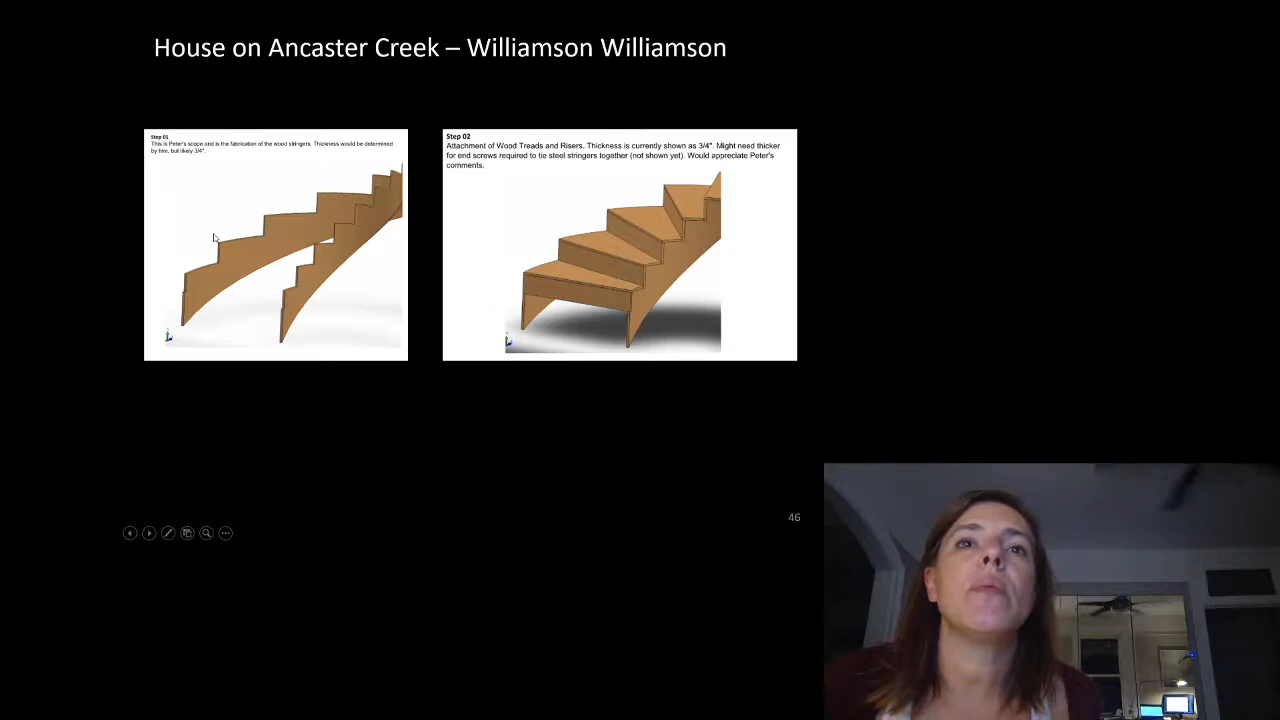 House on Ancaster Creek – Williamson Williamson
Step 01
This is Peter's scope and is the fabrication of the wood stringers. Thickness would be determined
by him, but likely 3/4".
Step 02
Attachment of Wood Treads and Risers. Thickness is currently shown as 3/4". Might need thicker
for end screws required to tie steel stringers together (not shown yet). Would appreciate Peter's
comments.
46